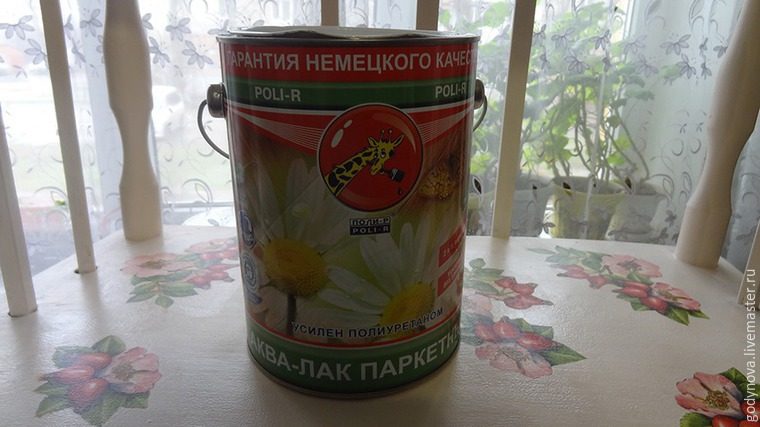 ГАРАНТИЯ НЕМЕЦКОГО КАЧЕС
POLI-R POLI-R
ПОЛИ-Р
POLI-R
УСИЛЕН ПОЛИУРЕТАНОМ
АКВА-ЛАК ПАРКЕТН
godynova.livemaster.ru